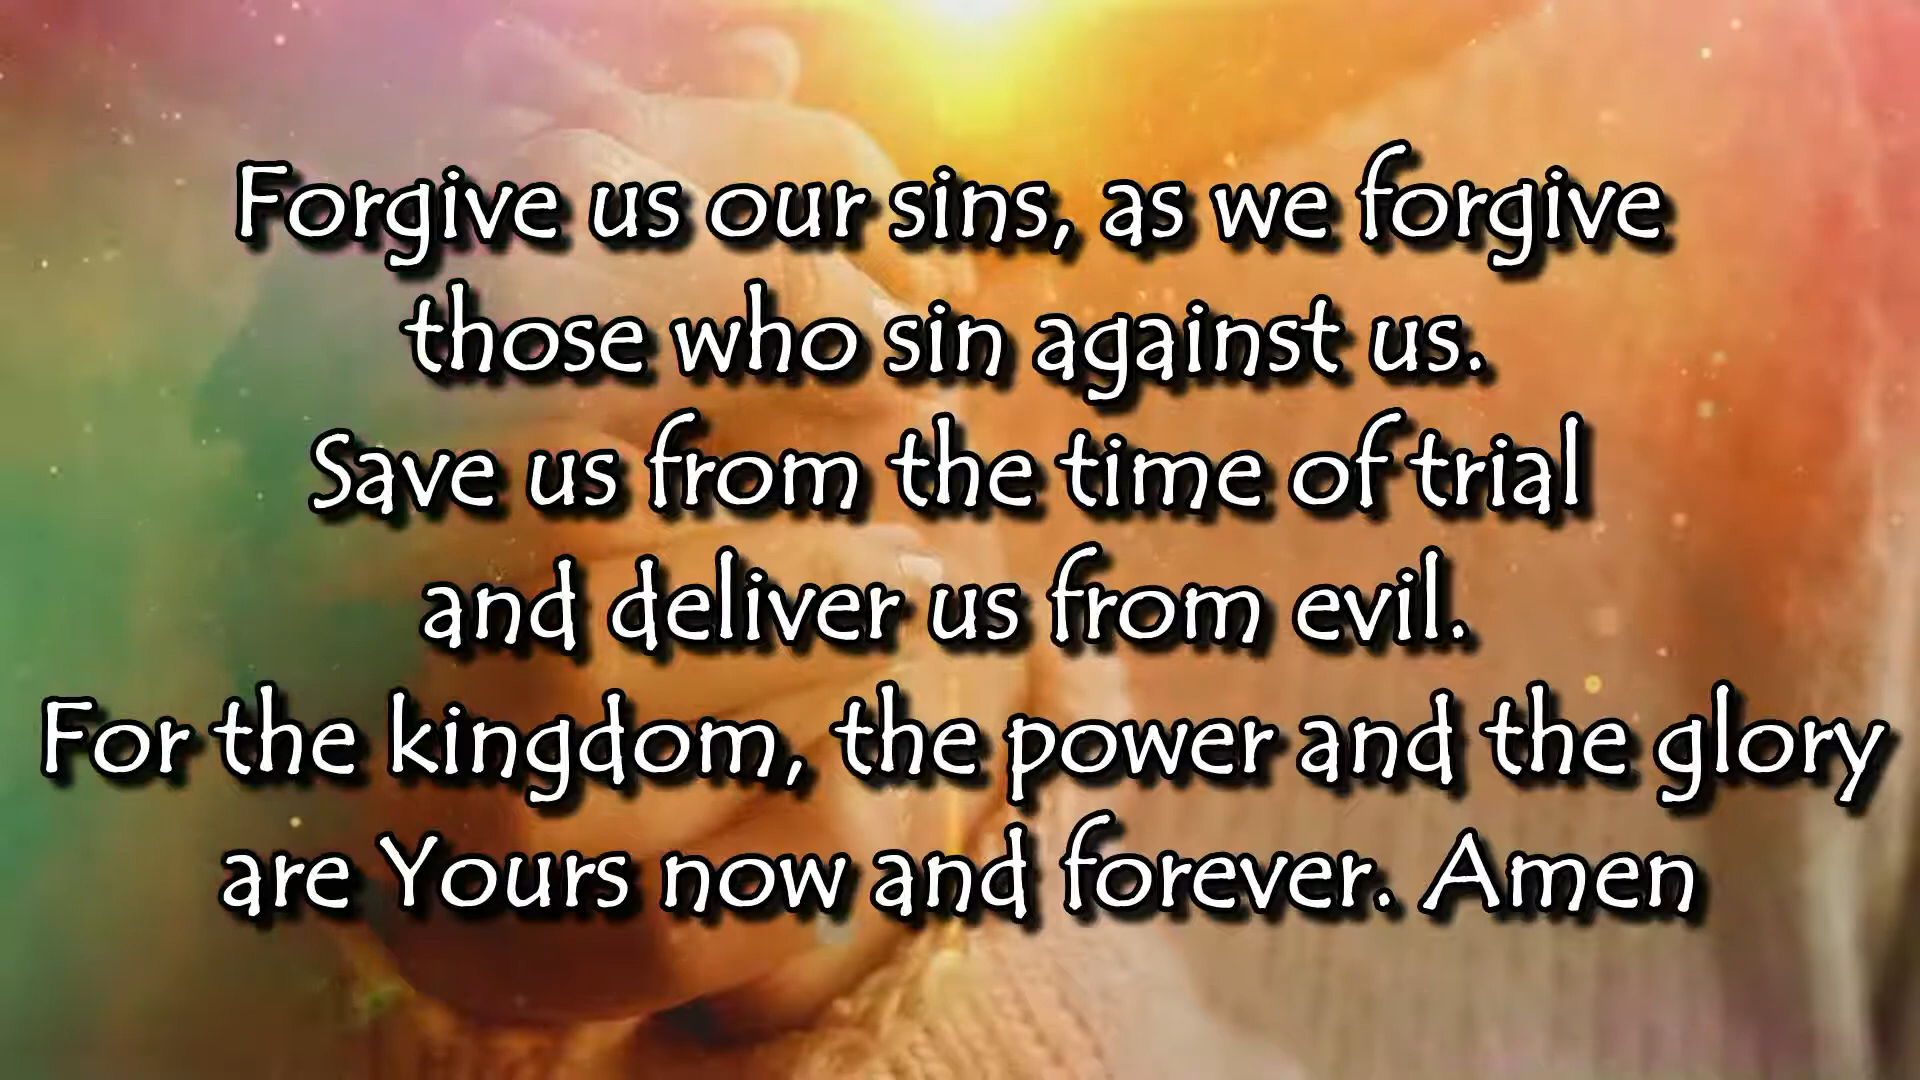 Forgive us our sins, as we forgive
those who sin against us.
Save us from the time of trial
and deliver us from evil.
For the kingdom, the power and the glory
are Yours now and forever. Amen